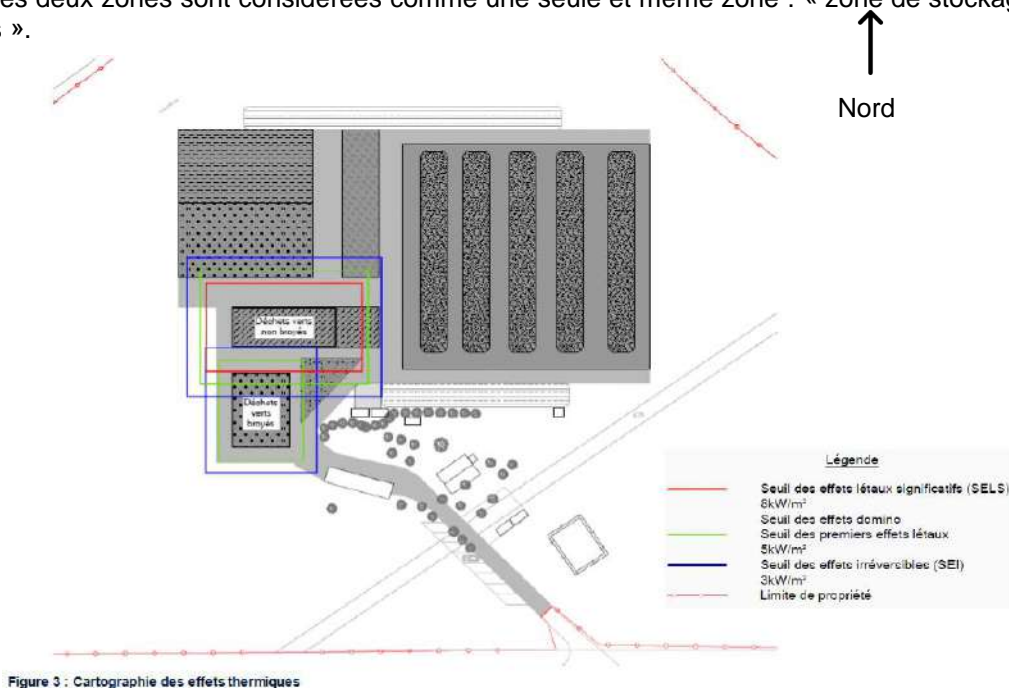 es deux zones sont considérées comme une seule et même zone : « zone de stockag
s ».
Nord
Déchets verts
non broyés
Déchets
verts
broyés
Légende
Seuil des effets létaux significatifs (SELS)
8kW/m²
Seuil des effets domino
Seuil des premiers effets létaux
5kW/m²
Seuil des effets irréversibles (SEI)
3kW/m²
Limite de propriété
Figure 3 : Cartographie des effets thermiques